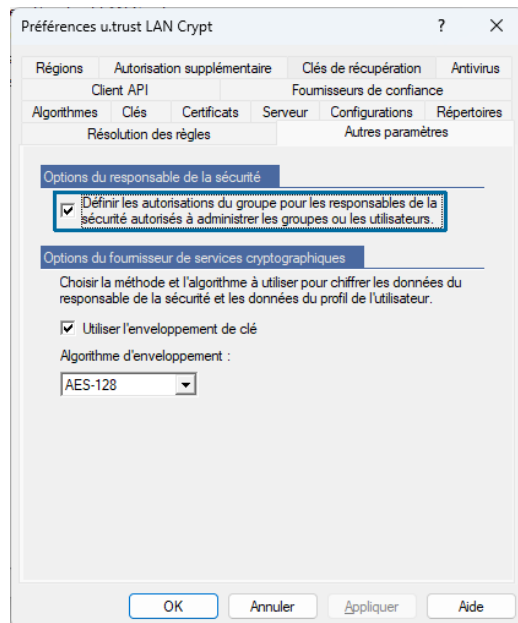 Préférences u.trust LAN Crypt ? ×
Régions Autorisation supplémentaire Clés de récupération Antivirus
Client API Fournisseurs de confiance
Algorithmes Clés Certificats Serveur Configurations Répertoires
Résolution des règles Autres paramètres
Options du responsable de la sécurité
Définir les autorisations du groupe pour les responsables de la
sécurité autorisés à administrer les groupes ou les utilisateurs.
Options du fournisseur de services cryptographiques
Choisir la méthode et l'algorithme à utiliser pour chiffrer les données du
responsable de la sécurité et les données du profil de l'utilisateur.
Utiliser l'enveloppement de clé
Algorithme d'enveloppement :
AES-128
OK Annuler Appliquer Aide